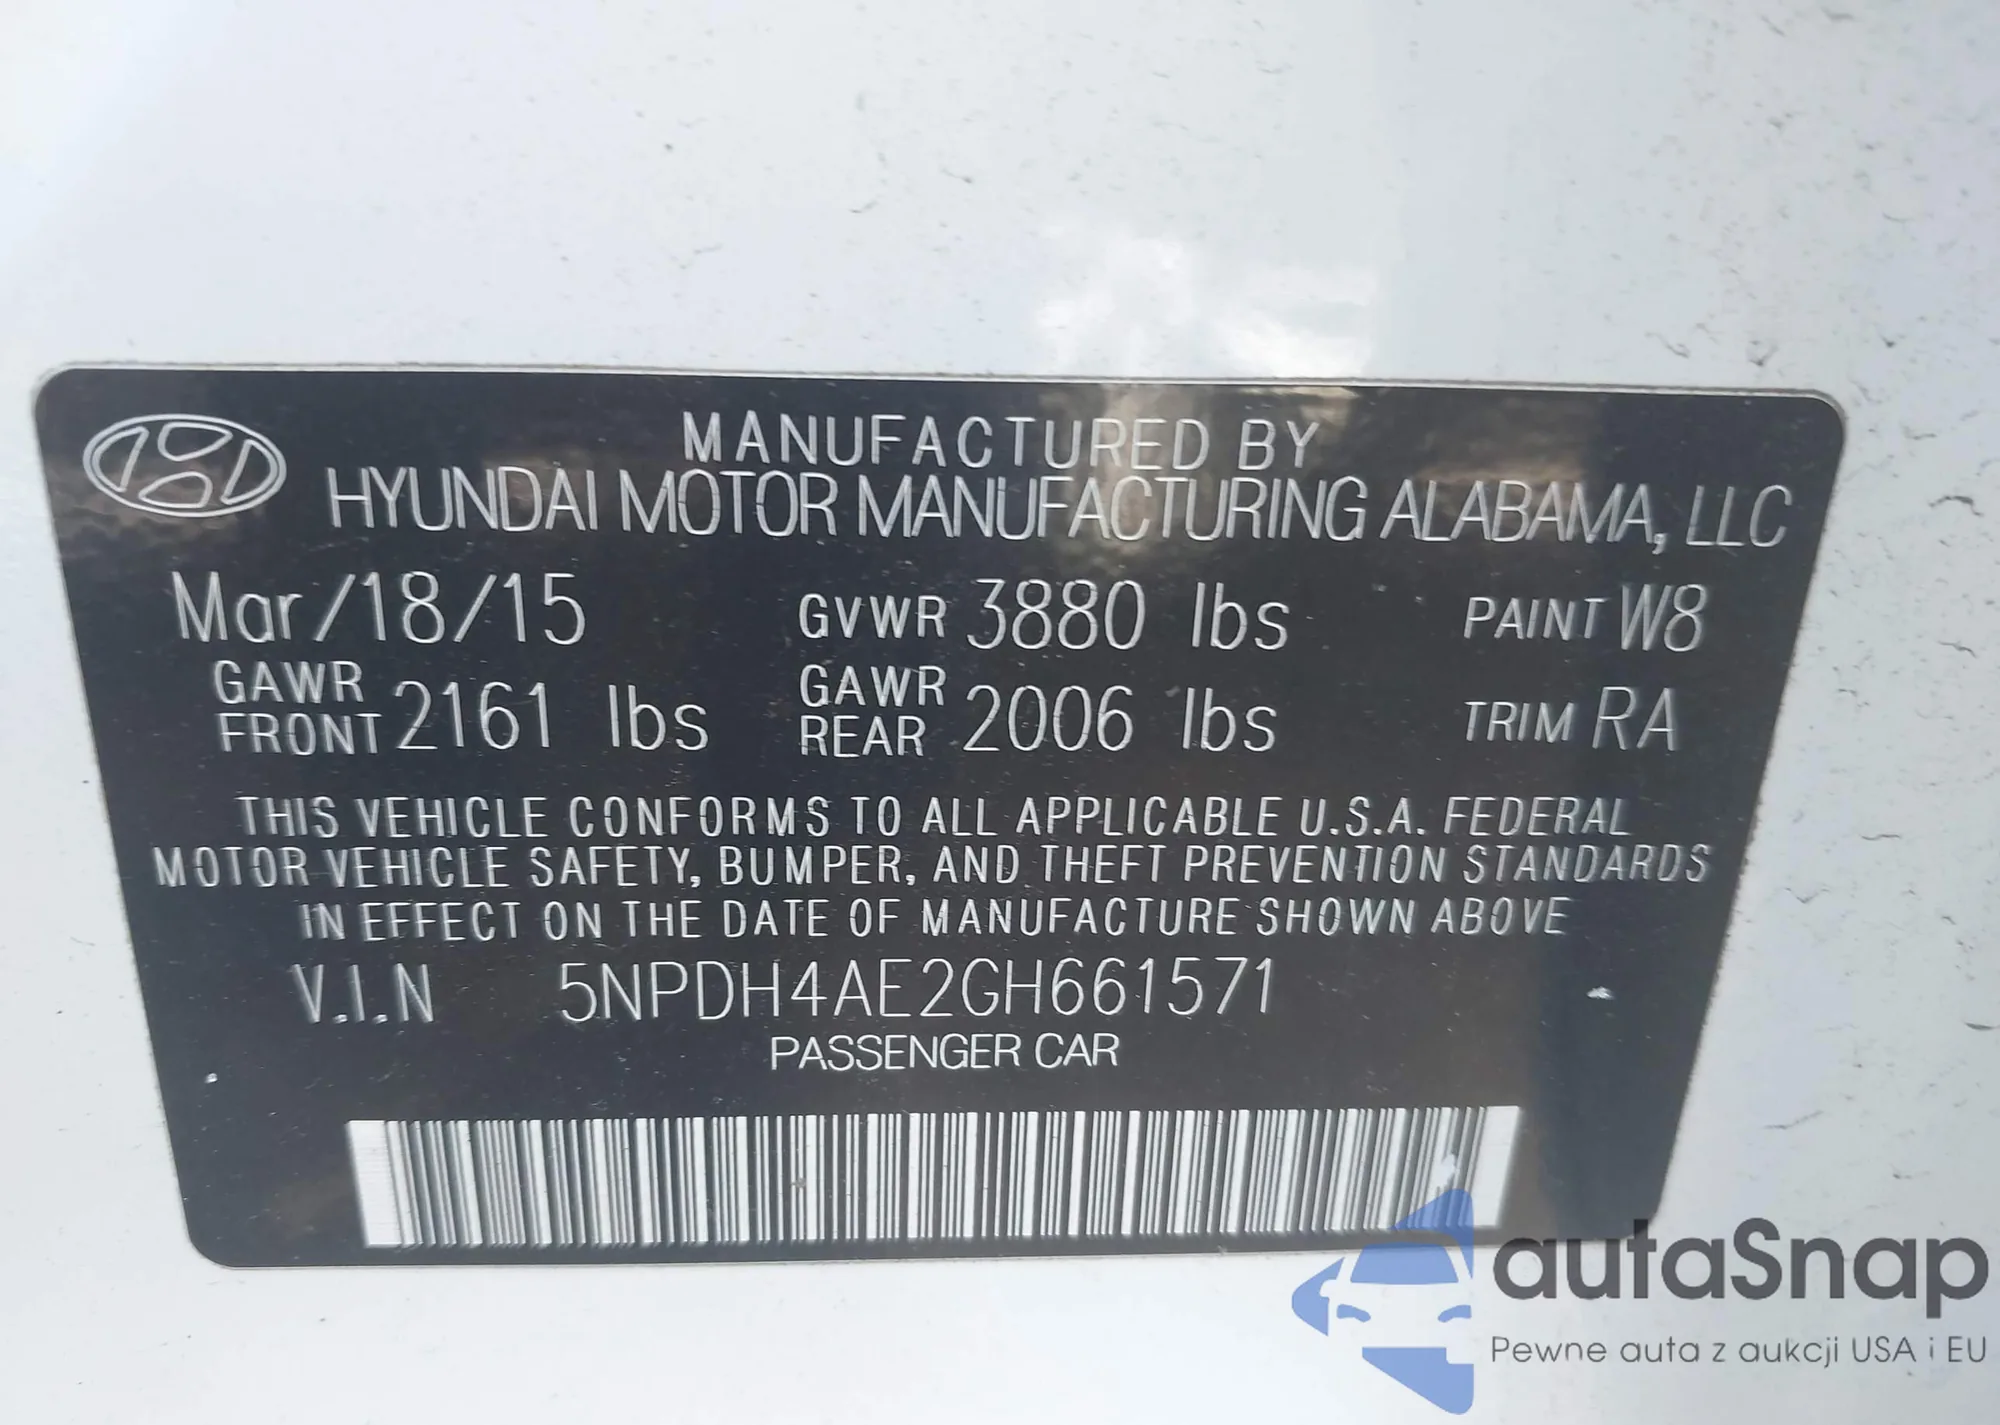 MANUFACTURED BY
HYUNDAI MOTOR MANUFACTURING ALABAMA, LLC
Mar/18/15 GVWR 3880 lbs PAINT W8
GAWR FRONT 2161 lbs GAWR REAR 2006 lbs TRIM RA
THIS VEHICLE CONFORMS TO ALL APPLICABLE U.S.A. FEDERAL
MOTOR VEHICLE SAFETY, BUMPER, AND THEFT PREVENTION STANDARDS
IN EFFECT ON THE DATE OF MANUFACTURE SHOWN ABOVE
V.I.N 5NPDH4AE2GH661571
PASSENGER CAR
autaSnap
Pewne auta z aukcji USA i EU